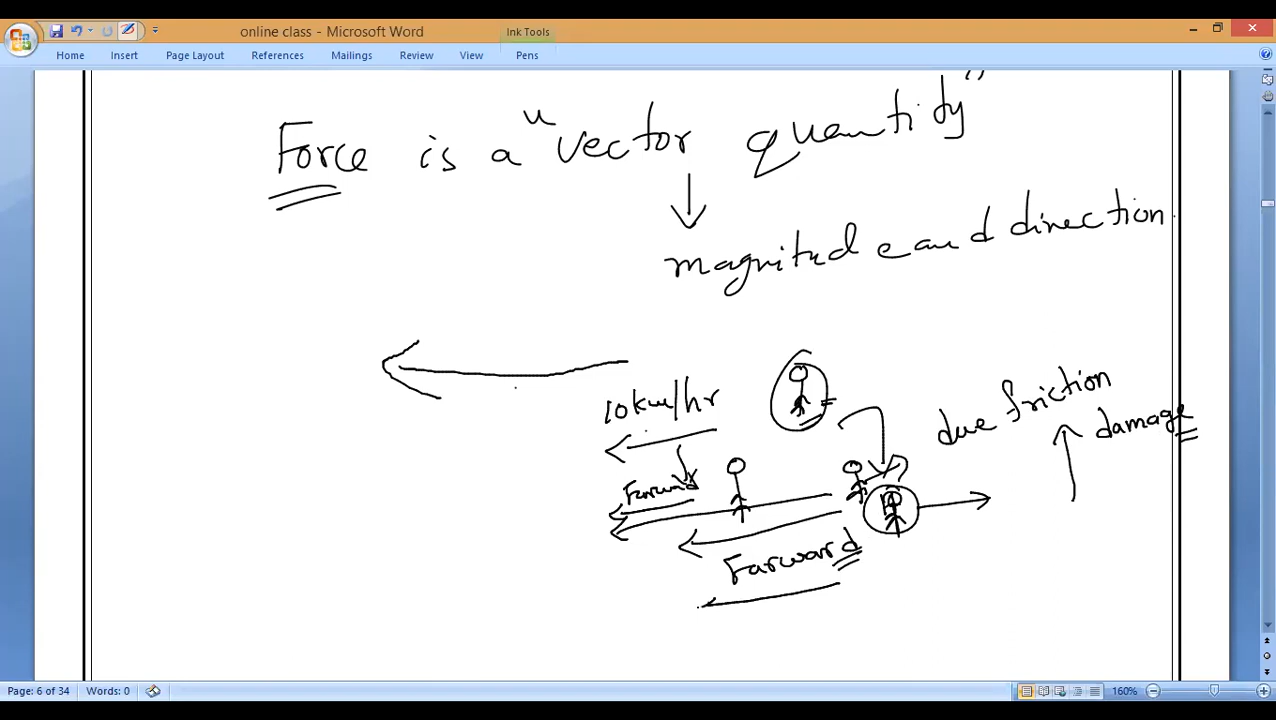 online class - Microsoft Word
Ink Tools
Home Insert Page Layout References Mailings Review View Pens
Force is a "vector quantity"
magnitude and direction
10km/hr
due friction
damage
Forward
Farward
Page: 6 of 34 Words: 0
160%